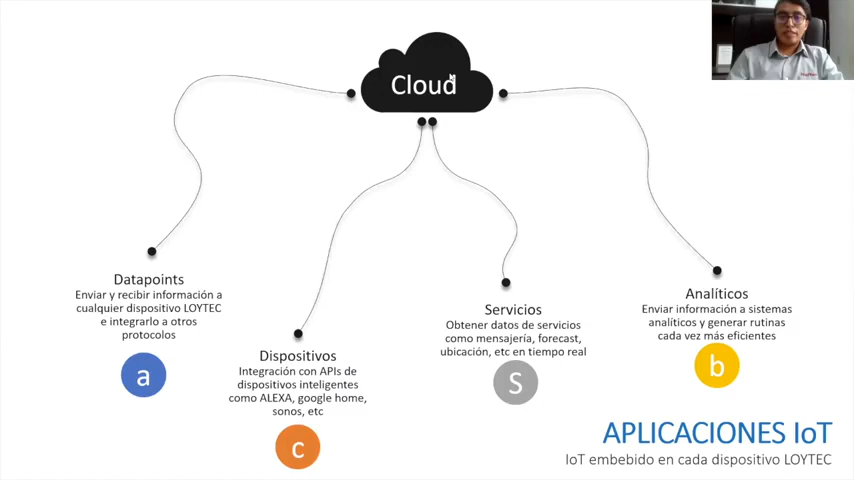 Cloud
Datapoints
Enviar y recibir información a
cualquier dispositivo LOYTEC
e integrarlo a otros
protocolos
a
Dispositivos
Integración con APIs de
dispositivos inteligentes
como ALEXA, google home,
sonos, etc
c
Servicios
Obtener datos de servicios
como mensajería, forecast,
ubicación, etc en tiempo real
S
Analíticos
Enviar información a sistemas
analíticos y generar rutinas
cada vez más eficientes
b
APLICACIONES IoT
IoT embebido en cada dispositivo LOYTEC